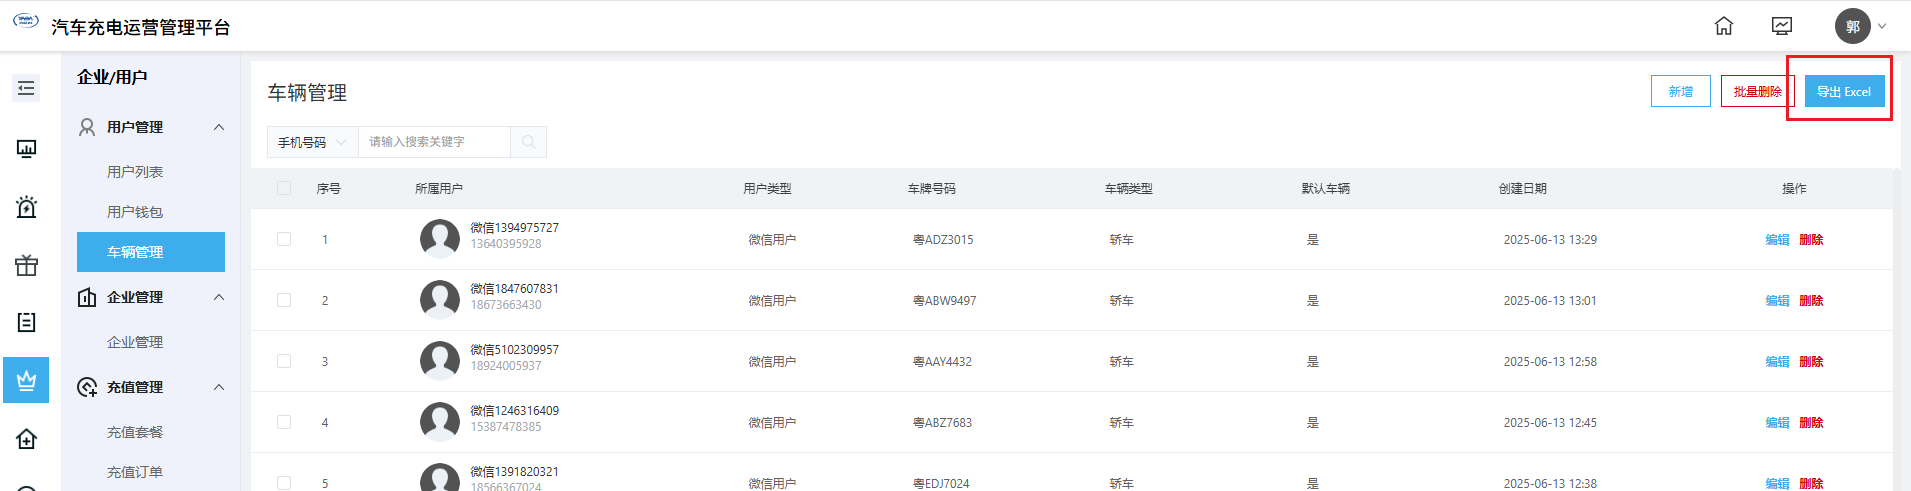 汽车充电运营管理平台
郭
企业/用户
用户管理
用户列表
用户钱包
车辆管理
企业管理
企业管理
充值管理
充值套餐
充值订单
车辆管理
新增 批量删除 导出 Excel
手机号码 请输入搜索关键字
序号 所属用户 用户类型 车牌号码 车辆类型 默认车辆 创建日期 操作
1 微信1394975727 微信用户 粤ADZ3015 轿车 是 2025-06-13 13:29 编辑 删除
13640395928
2 微信1847607831 微信用户 粤ABW9497 轿车 是 2025-06-13 13:01 编辑 删除
18673663430
3 微信5102309957 微信用户 粤AAY4432 轿车 是 2025-06-13 12:58 编辑 删除
18924005937
4 微信1246316409 微信用户 粤ABZ7683 轿车 是 2025-06-13 12:45 编辑 删除
15387478385
5 微信1391820321 微信用户 粤EDJ7024 轿车 是 2025-06-13 12:38 编辑 删除
18566367024